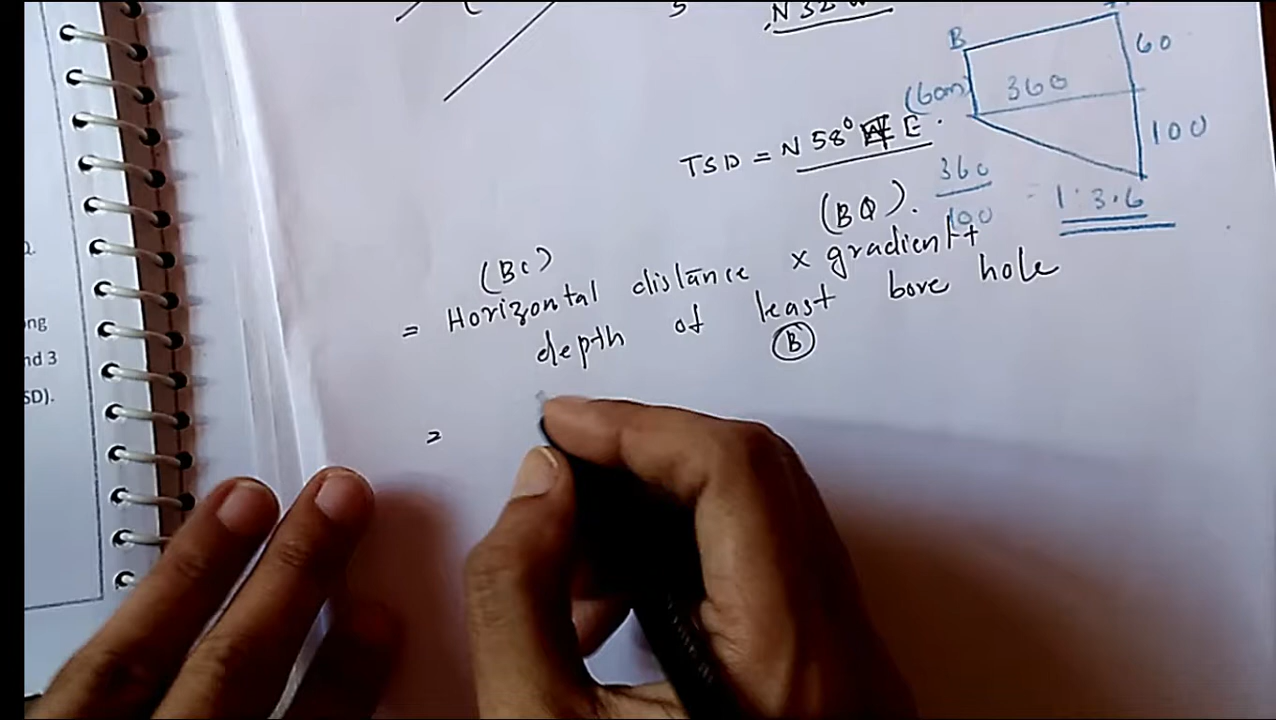 B
60
(60m)
360
100
TSD = N 58° E.
360
100
= 1:3.6
(BQ).
(BC)
= Horizontal distance × gradient +
depth of least bore hole
B
=
Q.
ng
nd 3
SD).